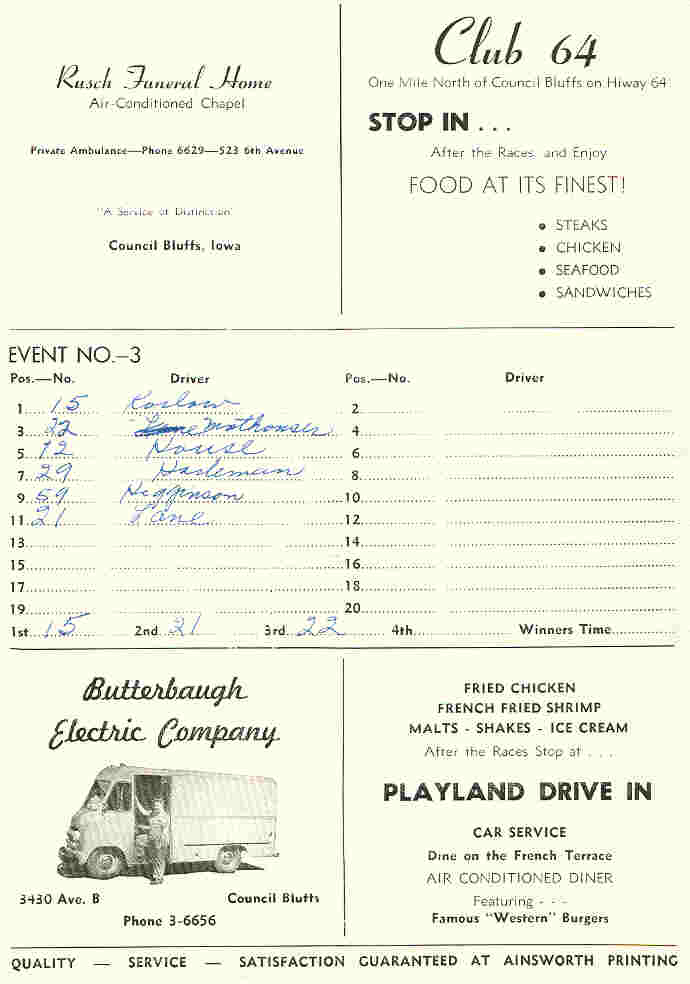 Rusch Funeral Home
Air-Conditioned Chapel
Private Ambulance—Phone 6629—523 6th Avenue
"A Service of Distinction"
Council Bluffs, Iowa
Club 64
One Mile North of Council Bluffs on Hiway 64
STOP IN . . .
After the Races and Enjoy
FOOD AT ITS FINEST!
• STEAKS
• CHICKEN
• SEAFOOD
• SANDWICHES
EVENT NO.–3
Pos.—No. Driver Pos.—No. Driver
1 15 Koslow 2
3 22 Mothouser 4
5 12 House 6
7 29 Hardeman 8
9 59 Higginson 10
11 21 Lane 12
13 14
15 16
17 18
19 20
1st 15 2nd 21 3rd 22 4th Winners Time
Butterbaugh
Electric Company
3430 Ave. B Council Bluffs
Phone 3-6656
FRIED CHICKEN
FRENCH FRIED SHRIMP
MALTS - SHAKES - ICE CREAM
After the Races Stop at . . .
PLAYLAND DRIVE IN
CAR SERVICE
Dine on the French Terrace
AIR CONDITIONED DINER
Featuring - - -
Famous "Western" Burgers
QUALITY — SERVICE — SATISFACTION GUARANTEED AT AINSWORTH PRINTING